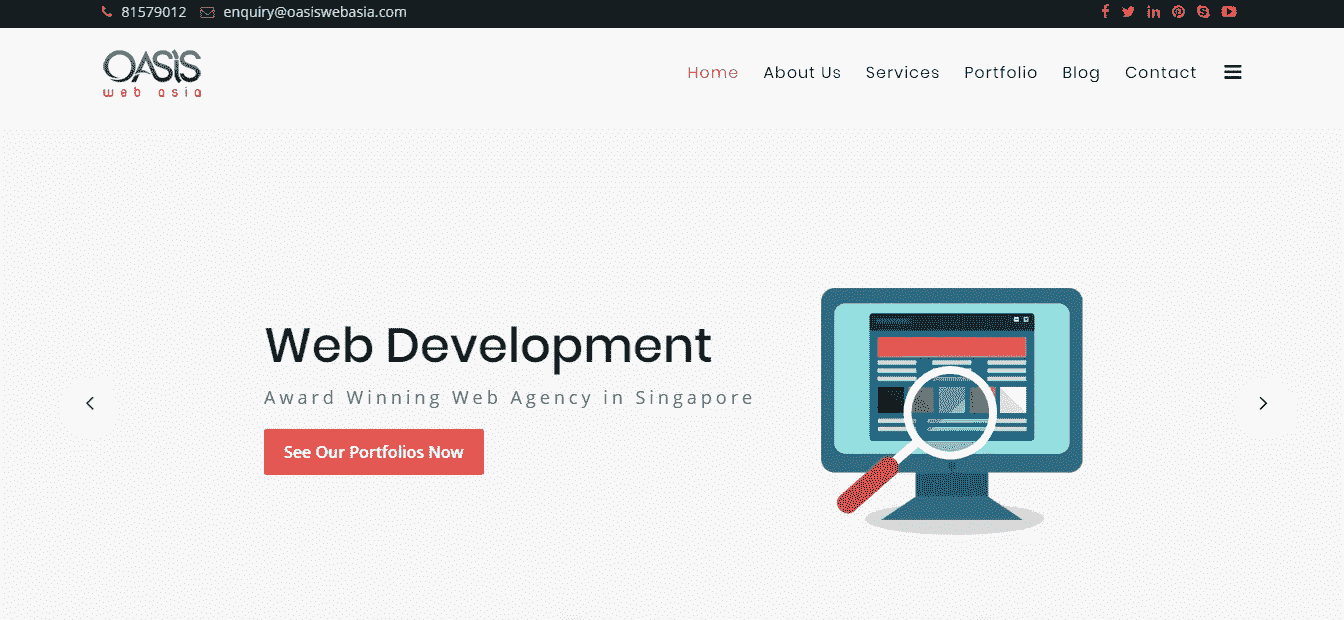 81579012 enquiry@oasiswebasia.com
OASiS
web asia
Home About Us Services Portfolio Blog Contact
Web Development
Award Winning Web Agency in Singapore
See Our Portfolios Now